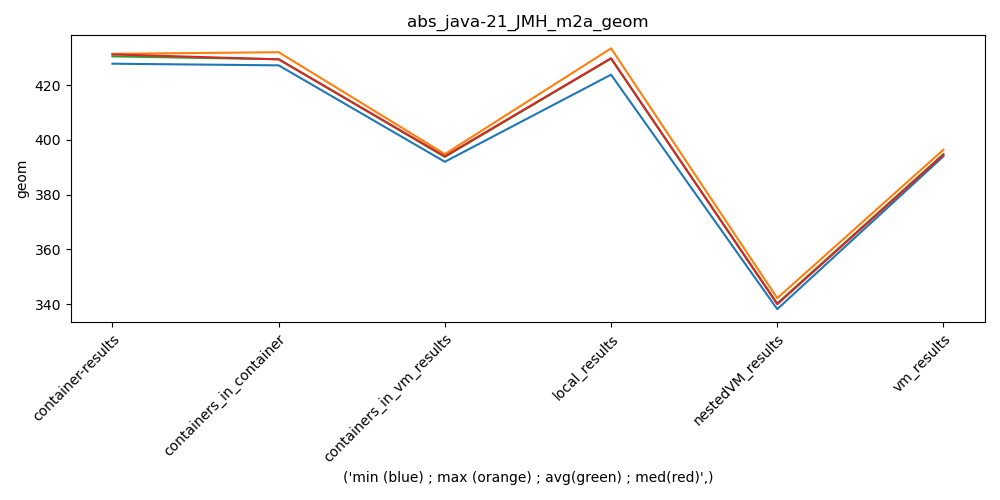 abs_java-21_JMH_m2a_geom
geom
420
400
380
360
340
container-results
containers_in_container
containers_in_vm_results
local_results
nestedVM_results
vm_results
('min (blue) ; max (orange) ; avg(green) ; med(red)',)